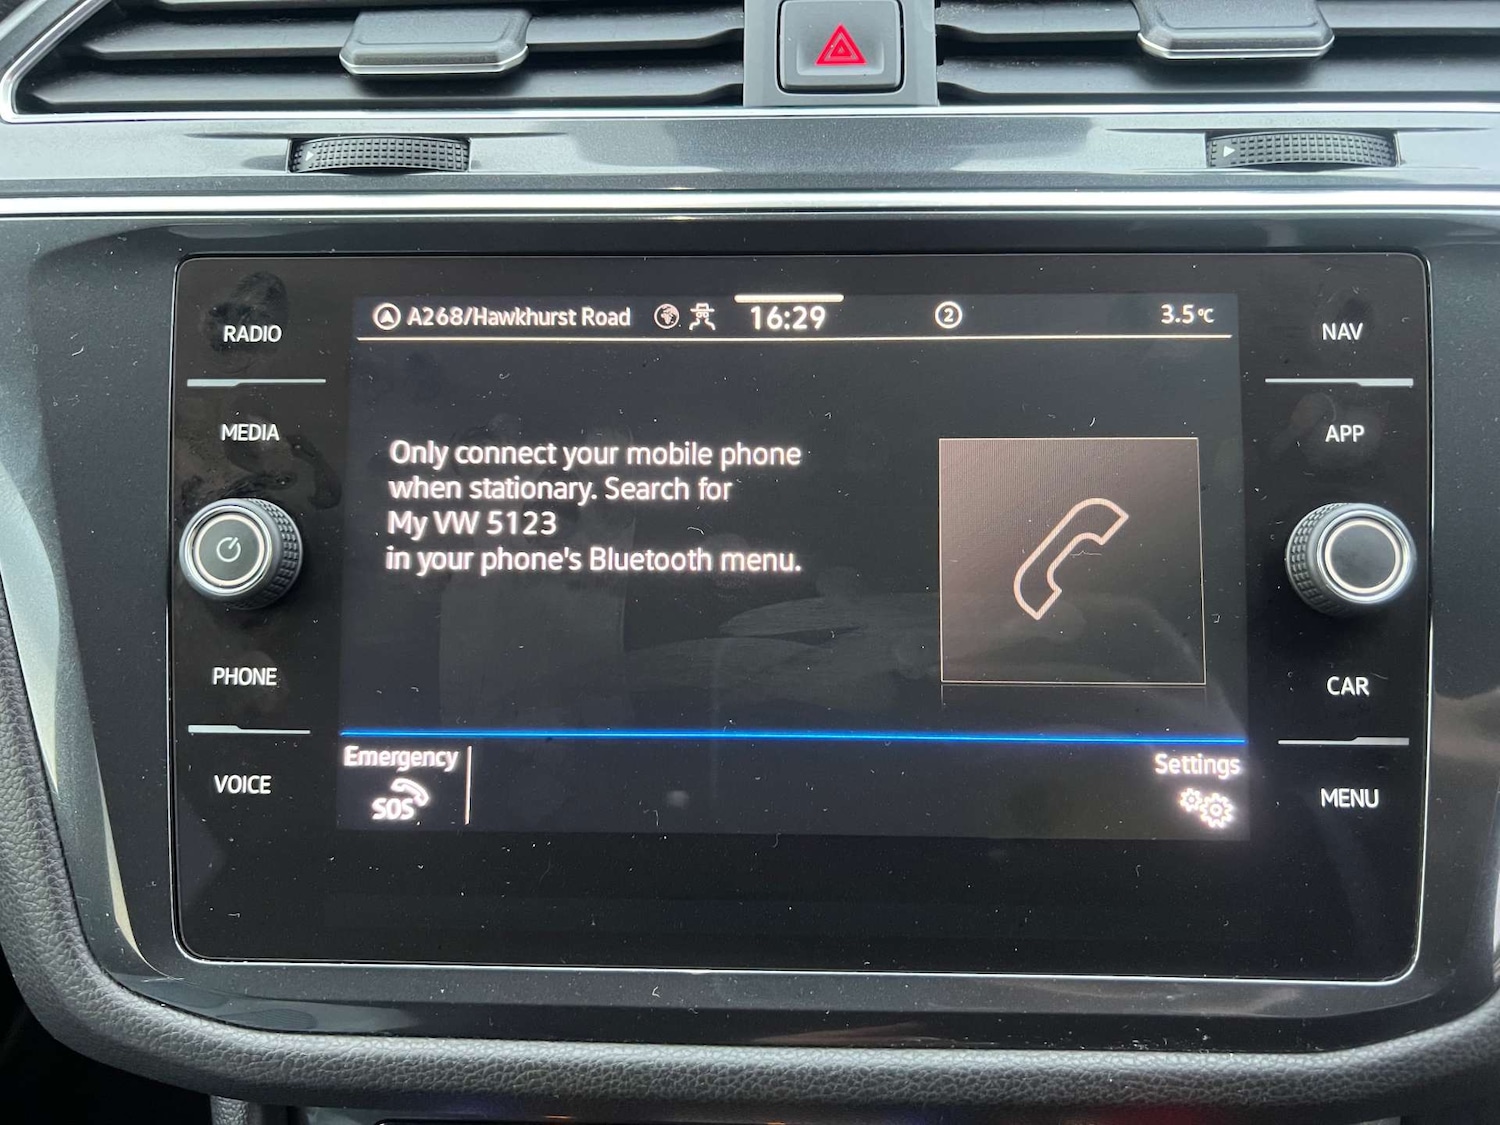 RADIO
MEDIA
PHONE
VOICE
A268/Hawkhurst Road 16:29 2 3.5°C
Only connect your mobile phone
when stationary. Search for
My VW 5123
in your phone's Bluetooth menu.
Emergency
SOS
Settings
NAV
APP
CAR
MENU